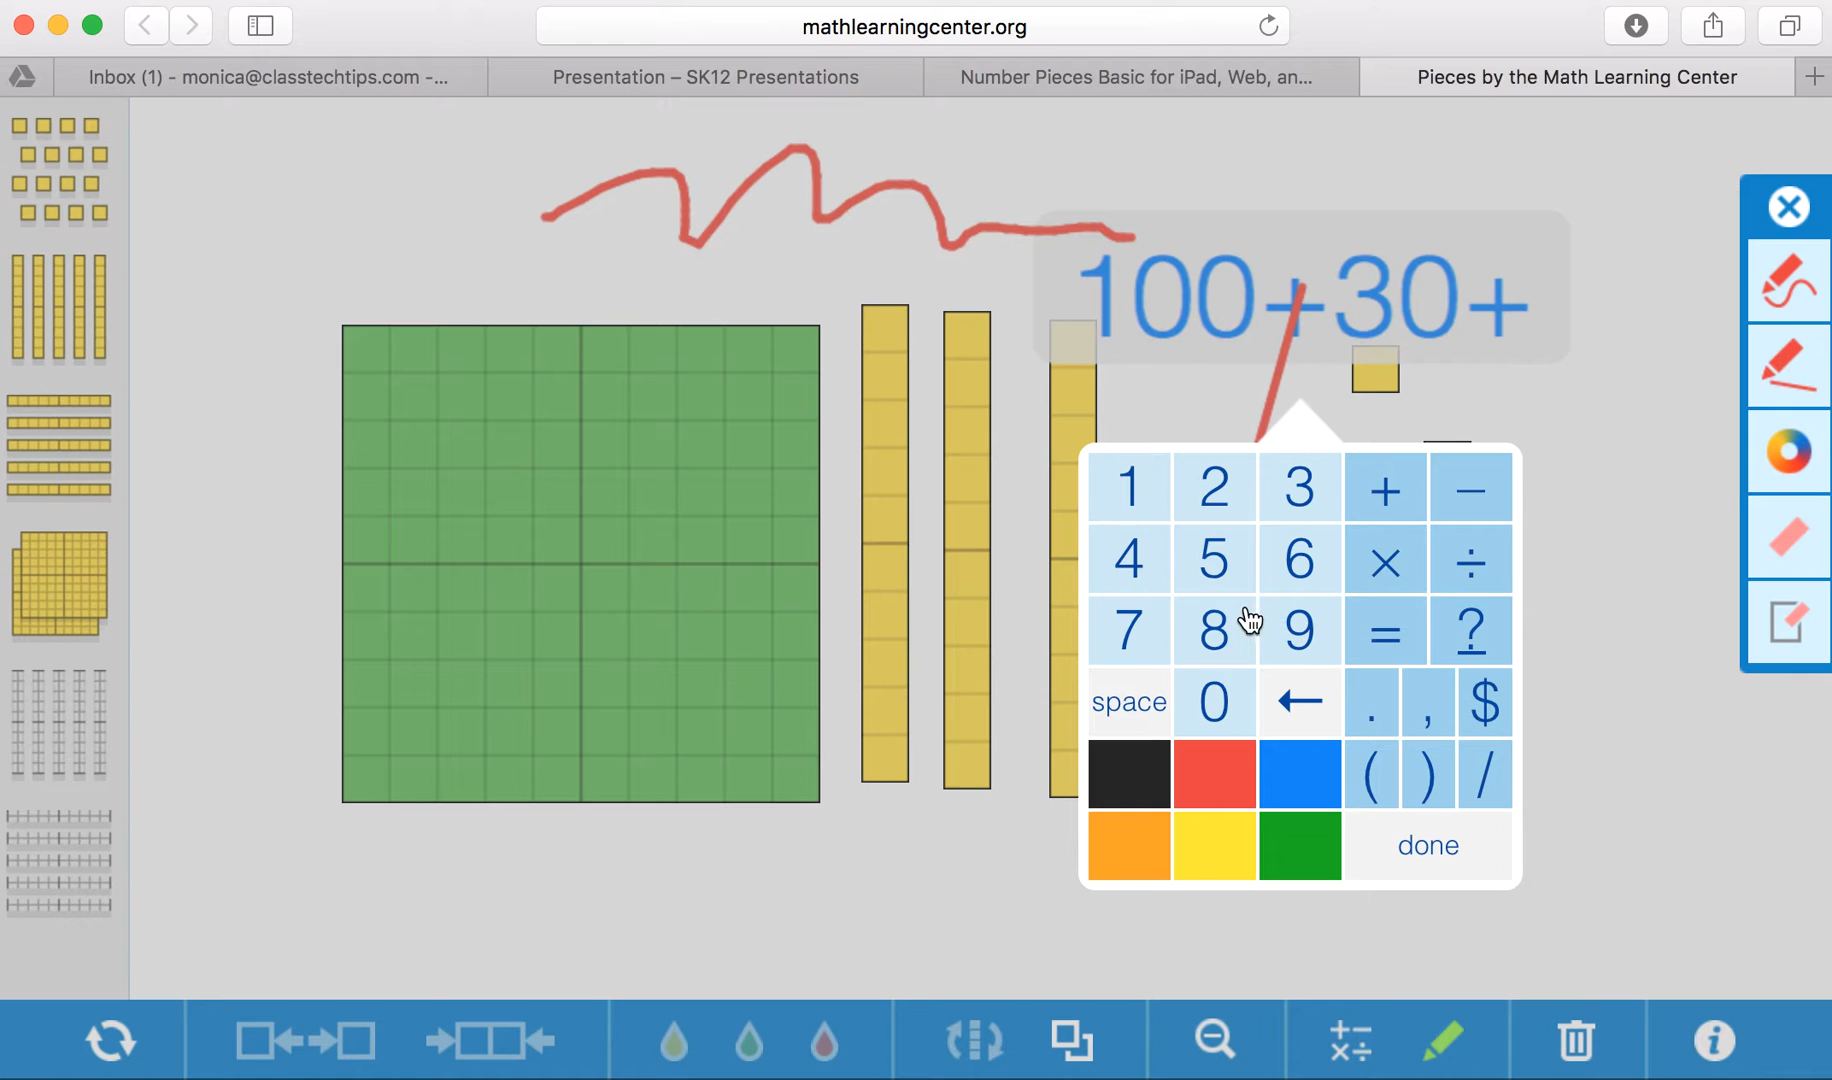 mathlearningcenter.org
Inbox (1) - monica@classtechtips.com -...
Presentation – SK12 Presentations
Number Pieces Basic for iPad, Web, an...
Pieces by the Math Learning Center
100+30+
1 2 3 + −
4 5 6 × ÷
7 8 9 = ?
space 0 ← . , $
( ) /
done